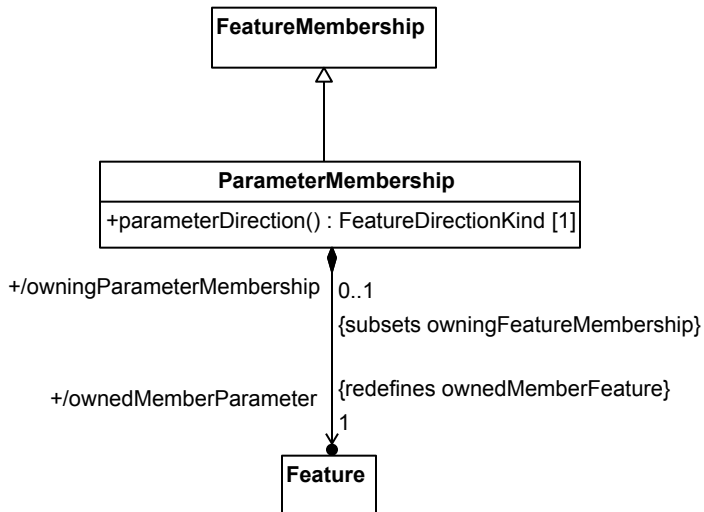 FeatureMembership
ParameterMembership
+parameterDirection() : FeatureDirectionKind [1]
+/owningParameterMembership
0..1
{subsets owningFeatureMembership}
+/ownedMemberParameter
{redefines ownedMemberFeature}
1
Feature